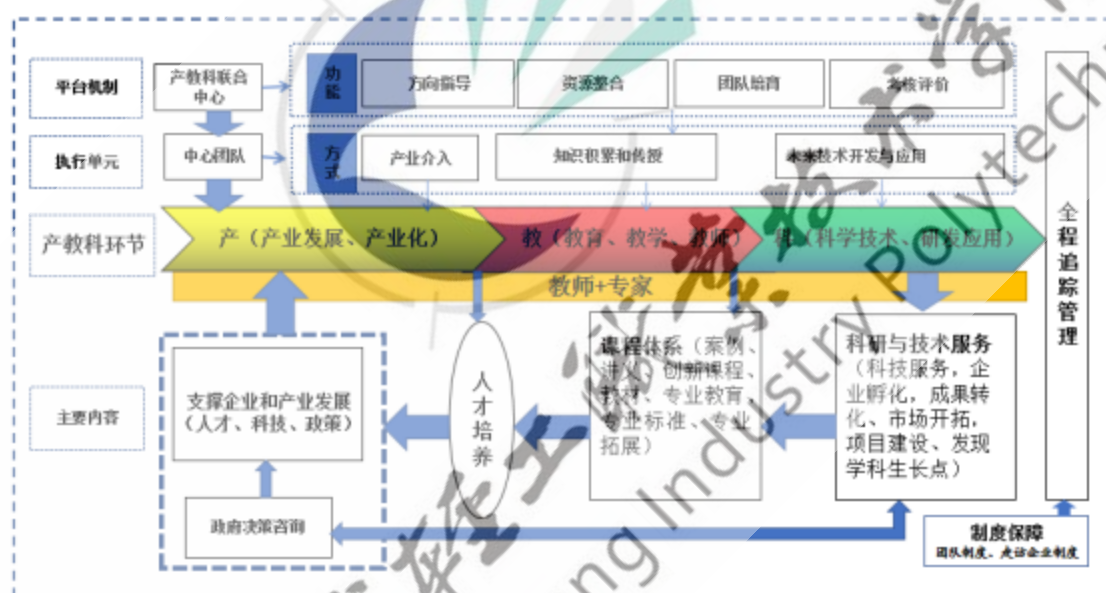 平台机制
产教科联合
中心
功能
方向指导
资源整合
团队培育
考核评价
执行单元
中心团队
方式
产业介入
知识积累和传授
未来技术开发与应用
产教科环节
产（产业发展、产业化）
教（教育、教学、教师）
科（科学技术、研发应用）
教师+专家
全程追踪管理
主要内容
支撑企业和产业发展
（人才、科技、政策）
政府决策咨询
人才培养
课程体系（案例、
讲义、创新课程、
教材、专业教育，
专业标准、专业
拓展）
科研与技术服务
（科技服务，企
业孵化，成果转
化、市场开拓，
项目建设、发现
学科生长点）
制度保障
团队制度、走访企业制度
Industry Polytech